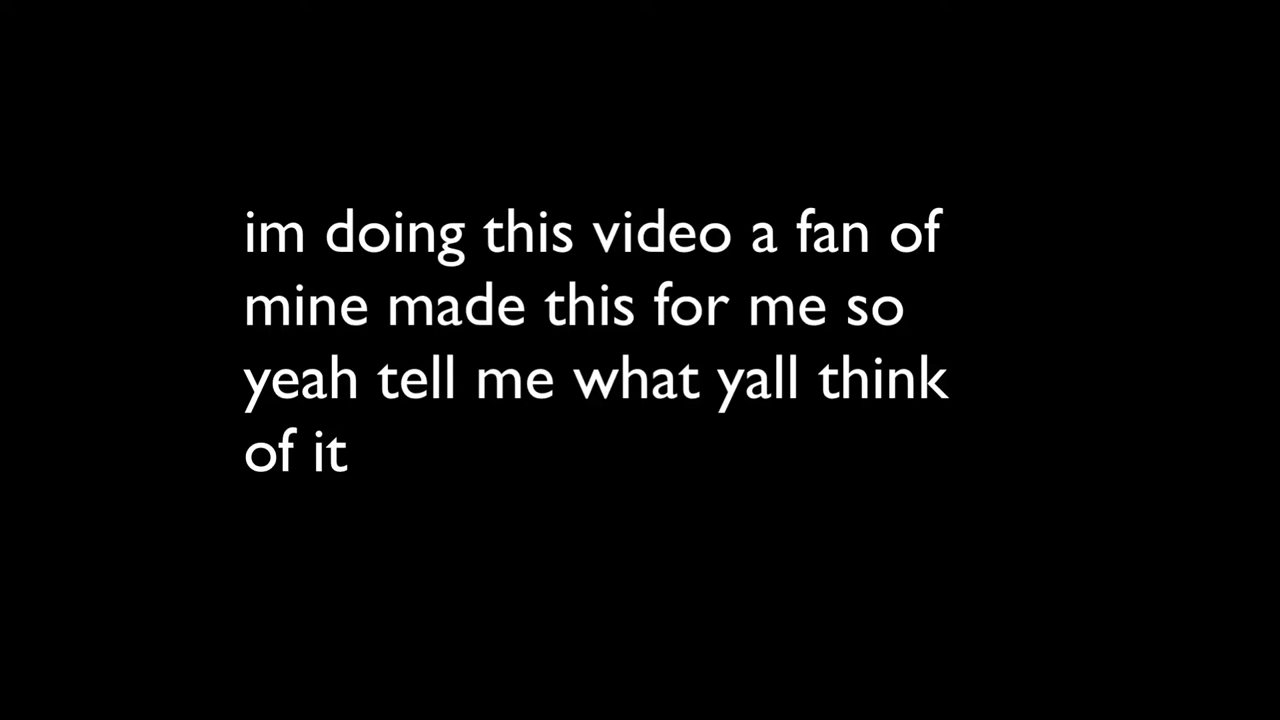 im doing this video a fan of
mine made this for me so
yeah tell me what yall think
of it